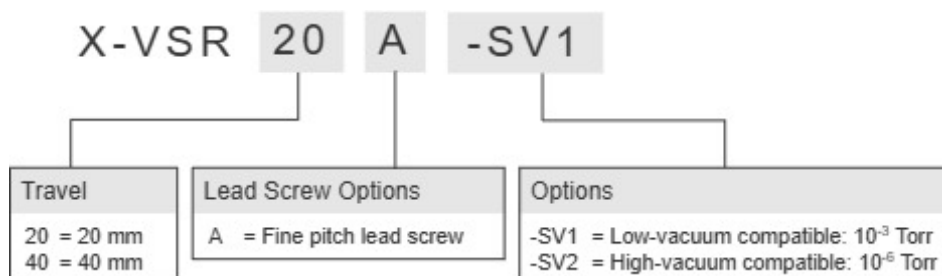 X-VSR 20 A -SV1
Travel
20 = 20 mm
40 = 40 mm
Lead Screw Options
A = Fine pitch lead screw
Options
-SV1 = Low-vacuum compatible: 10⁻³ Torr
-SV2 = High-vacuum compatible: 10⁻⁶ Torr